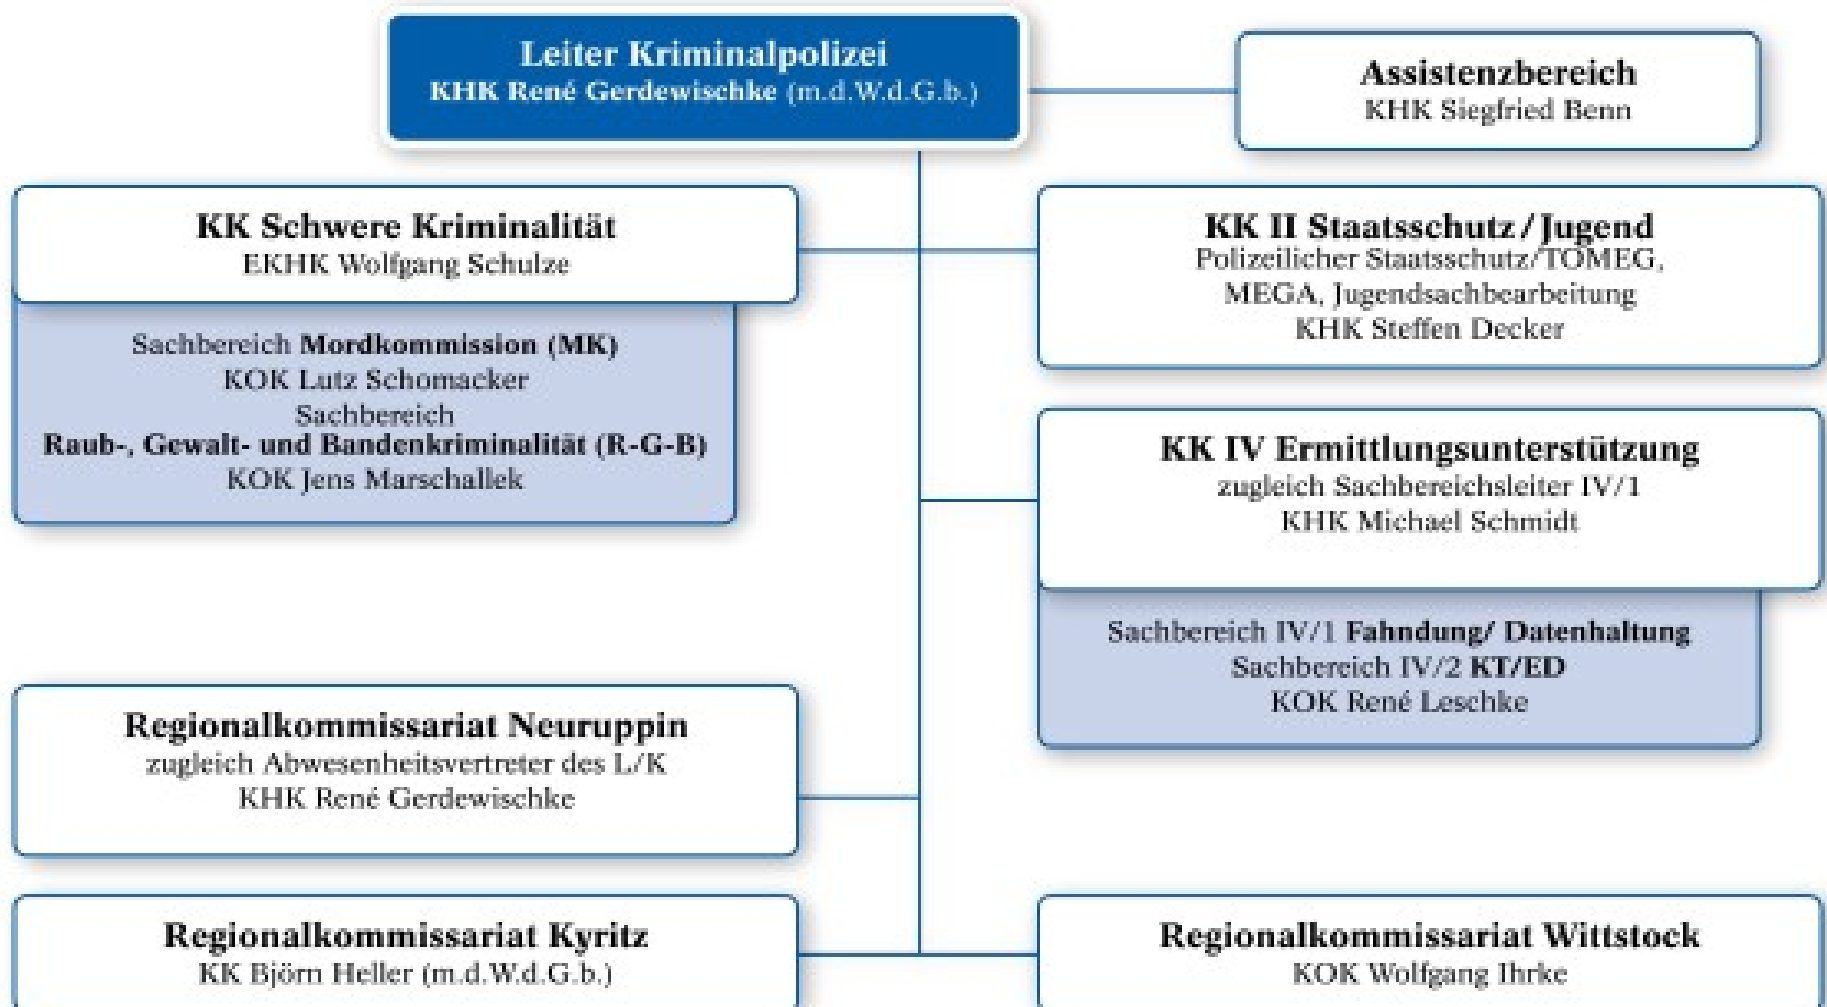 Leiter Kriminalpolizei
KHK René Gerdewischke (m.d.W.d.G.b.)
Assistenzbereich
KHK Siegfried Benn
KK Schwere Kriminalität
EKHK Wolfgang Schulze
Sachbereich Mordkommission (MK)
KOK Lutz Schomacker
Sachbereich
Raub-, Gewalt- und Bandenkriminalität (R-G-B)
KOK Jens Marschallek
KK II Staatsschutz/Jugend
Polizeilicher Staatsschutz/TOMEG,
MEGA, Jugendsachbearbeitung
KHK Steffen Decker
KK IV Ermittlungsunterstützung
zugleich Sachbereichsleiter IV/1
KHK Michael Schmidt
Sachbereich IV/1 Fahndung/ Datenhaltung
Sachbereich IV/2 KT/ED
KOK René Leschke
Regionalkommissariat Neuruppin
zugleich Abwesenheitsvertreter des L/K
KHK René Gerdewischke
Regionalkommissariat Kyritz
KK Björn Heller (m.d.W.d.G.b.)
Regionalkommissariat Wittstock
KOK Wolfgang Ihrke